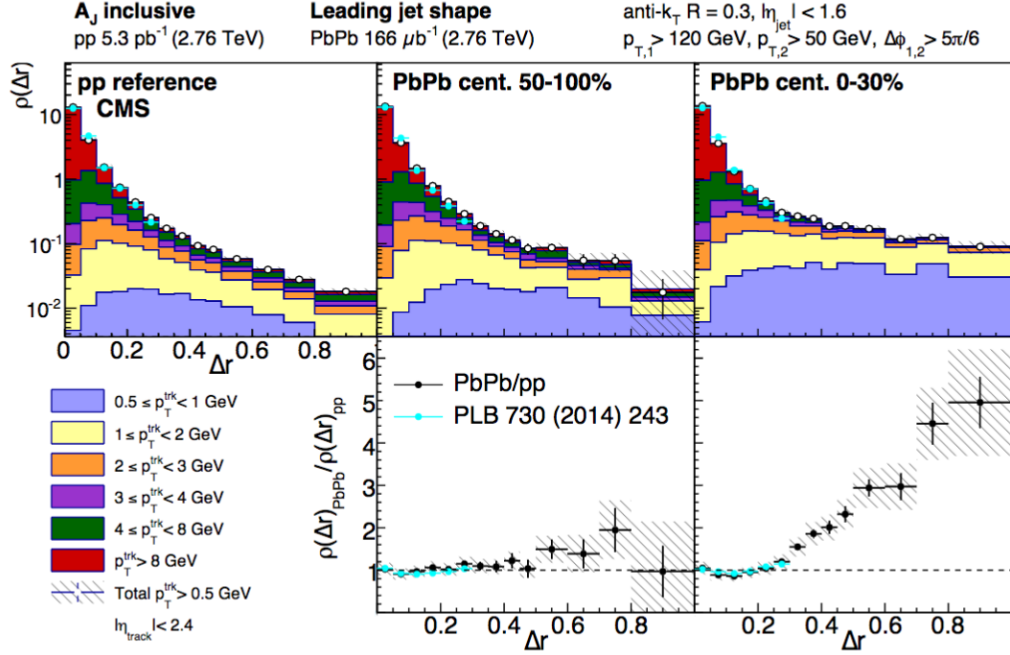 A_J inclusive
pp 5.3 pb⁻¹ (2.76 TeV)
Leading jet shape
PbPb 166 μb⁻¹ (2.76 TeV)
anti-k_T R = 0.3, |η_jet| < 1.6
p_T,1 > 120 GeV, p_T,2 > 50 GeV, Δϕ_1,2 > 5π/6
ρ(Δr)
10
1
10⁻¹
10⁻²
pp reference
CMS
PbPb cent. 50-100%
PbPb cent. 0-30%
0 0.2 0.4 0.6 0.8
Δr
0.5 ≤ p_T^trk < 1 GeV
1 ≤ p_T^trk < 2 GeV
2 ≤ p_T^trk < 3 GeV
3 ≤ p_T^trk < 4 GeV
4 ≤ p_T^trk < 8 GeV
p_T^trk > 8 GeV
Total p_T^trk > 0.5 GeV
|η_track| < 2.4
ρ(Δr)_PbPb/ρ(Δr)_pp
6
5
4
3
2
1
PbPb/pp
PLB 730 (2014) 243
0.2 0.4 0.6 0.8
Δr
0.2 0.4 0.6 0.8
Δr